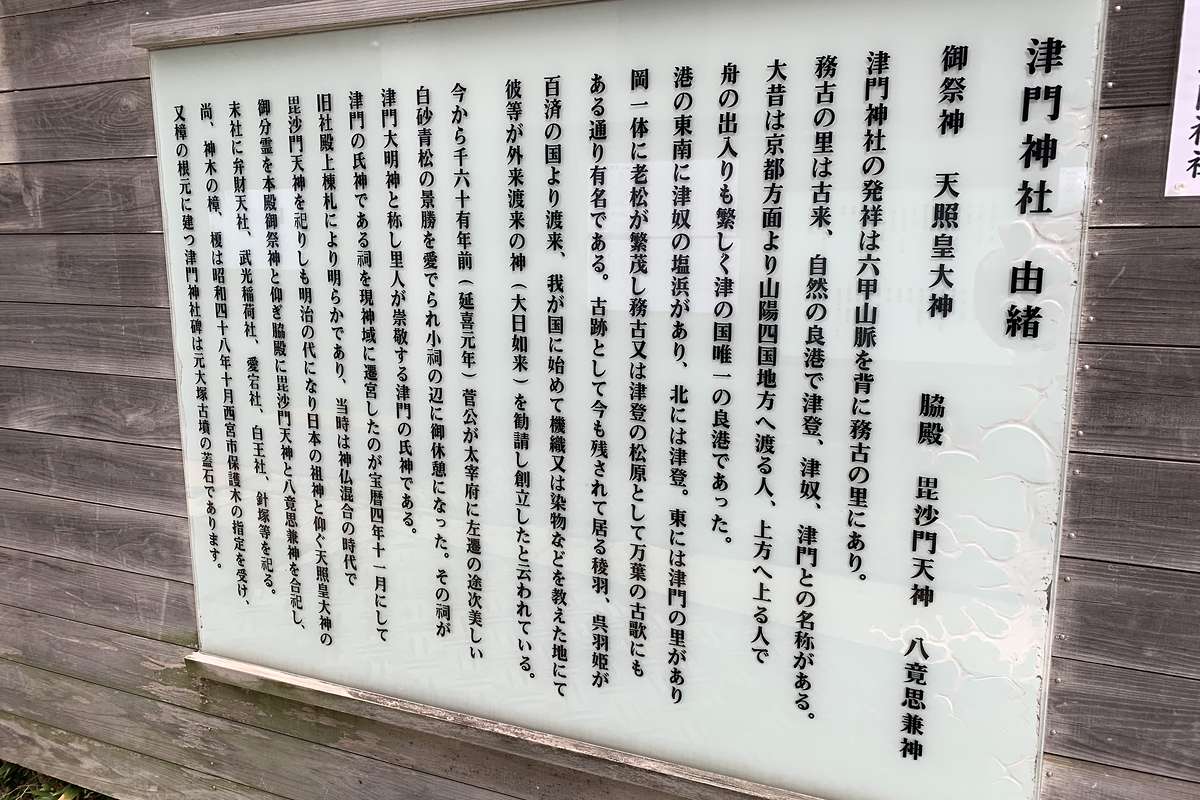 津門神社 由緒
御祭神 天照皇大神 脇殿 毘沙門天神 八竟思兼神
津門神社の発祥は六甲山脈を背に務古の里にあり。
務古の里は古来、自然の良港で津登、津奴、津門との名称がある。
大昔は京都方面より山陽四国地方へ渡る人、上方へ上る人で
舟の出入りも繁しく津の国唯一の良港であった。
港の東南に津奴の塩浜があり、北には津登。東には津門の里があり
岡一体に老松が繁茂し務古又は津登の松原として万葉の古歌にも
ある通り有名である。古跡として今も残されて居る稜羽、呉羽姫が
百済の国より渡来、我が国に始めて機織又は染物などを教えた地にて
彼等が外来渡来の神(大日如来)を勧請し創立したと云われている。
今から千六十有年前(延喜元年)菅公が太宰府に左遷の途次美しい
白砂青松の景勝を愛でられ小祠の辺に御休憩になった。その祠が
津門大明神と称し里人が崇敬する津門の氏神である。
津門の氏神である祠を現神域に遷宮したのが宝暦四年十一月にして
旧社殿上棟札により明らかであり、当時は神仏混合の時代で
毘沙門天神を祀りしも明治の代になり日本の祖神と仰ぐ天照皇大神の
御分霊を本殿御祭神と仰ぎ脇殿に毘沙門天神と八竟思兼神を合祀し、
末社に弁財天社、武光稲荷社、愛宕社、白王社、針塚等を祀る。
尚、神木の樟、榎は昭和四十八年十月西宮市保護木の指定を受け、
又樟の根元に建つ津門神社碑は元大塚古墳の蓋石であります。